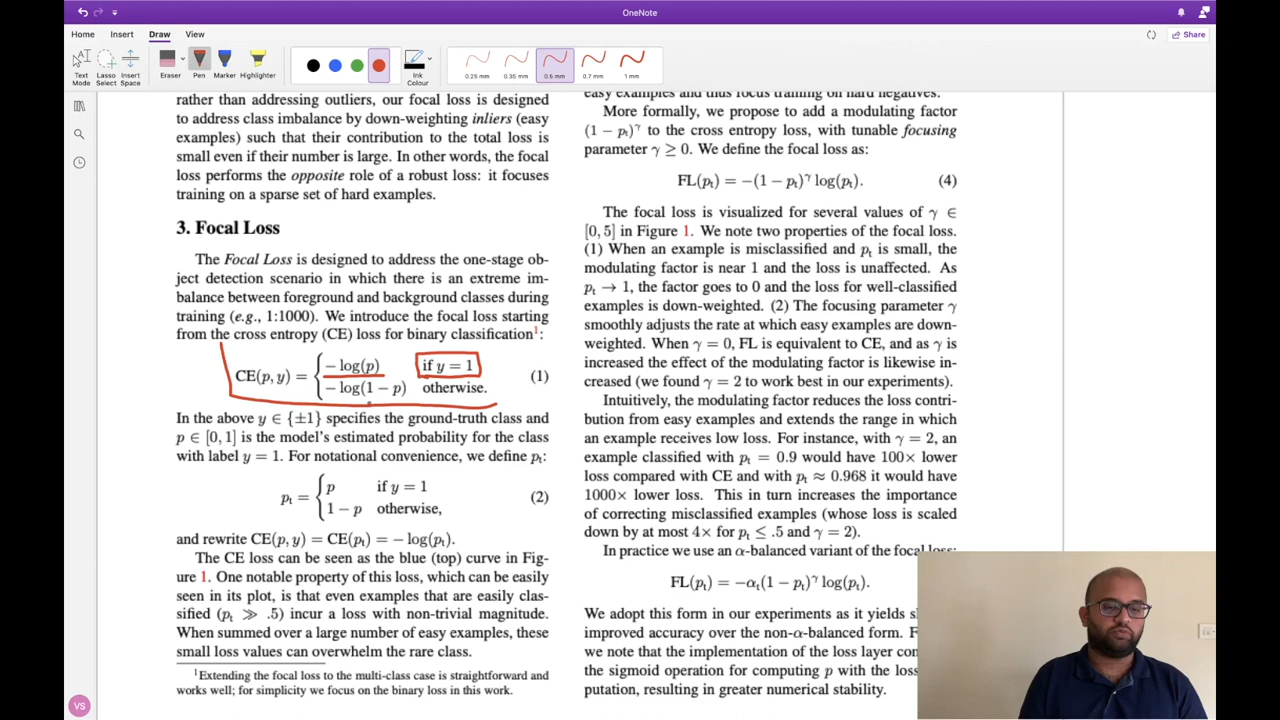 OneNote
Home Insert Draw View
Share
Text Mode
Lasso Select
Insert Space
Eraser
Pen
Marker
Highlighter
Ink Colour
0.25 mm 0.35 mm 0.5 mm 0.7 mm 1 mm
rather than addressing outliers, our focal loss is designed
to address class imbalance by down-weighting inliers (easy
examples) such that their contribution to the total loss is
small even if their number is large. In other words, the focal
loss performs the opposite role of a robust loss: it focuses
training on a sparse set of hard examples.
3. Focal Loss
The Focal Loss is designed to address the one-stage ob-
ject detection scenario in which there is an extreme im-
balance between foreground and background classes during
training (e.g., 1:1000). We introduce the focal loss starting
from the cross entropy (CE) loss for binary classification¹:
CE(p, y) = { − log(p) if y = 1
− log(1 − p) otherwise. (1)
In the above y ∈ {±1} specifies the ground-truth class and
p ∈ [0, 1] is the model's estimated probability for the class
with label y = 1. For notational convenience, we define pₜ:
pₜ = { p if y = 1
1 − p otherwise, (2)
and rewrite CE(p, y) = CE(pₜ) = − log(pₜ).
The CE loss can be seen as the blue (top) curve in Fig-
ure 1. One notable property of this loss, which can be easily
seen in its plot, is that even examples that are easily clas-
sified (pₜ ≫ .5) incur a loss with non-trivial magnitude.
When summed over a large number of easy examples, these
small loss values can overwhelm the rare class.
¹Extending the focal loss to the multi-class case is straightforward and
works well; for simplicity we focus on the binary loss in this work.
easy examples and thus focus training on hard negatives.
More formally, we propose to add a modulating factor
(1 − pₜ)^γ to the cross entropy loss, with tunable focusing
parameter γ ≥ 0. We define the focal loss as:
FL(pₜ) = −(1 − pₜ)^γ log(pₜ). (4)
The focal loss is visualized for several values of γ ∈
[0, 5] in Figure 1. We note two properties of the focal loss.
(1) When an example is misclassified and pₜ is small, the
modulating factor is near 1 and the loss is unaffected. As
pₜ → 1, the factor goes to 0 and the loss for well-classified
examples is down-weighted. (2) The focusing parameter γ
smoothly adjusts the rate at which easy examples are down-
weighted. When γ = 0, FL is equivalent to CE, and as γ is
increased the effect of the modulating factor is likewise in-
creased (we found γ = 2 to work best in our experiments).
Intuitively, the modulating factor reduces the loss contri-
bution from easy examples and extends the range in which
an example receives low loss. For instance, with γ = 2, an
example classified with pₜ = 0.9 would have 100× lower
loss compared with CE and with pₜ ≈ 0.968 it would have
1000× lower loss. This in turn increases the importance
of correcting misclassified examples (whose loss is scaled
down by at most 4× for pₜ ≤ .5 and γ = 2).
In practice we use an α-balanced variant of the focal loss:
FL(pₜ) = −αₜ(1 − pₜ)^γ log(pₜ).
We adopt this form in our experiments as it yields
improved accuracy over the non-α-balanced form.
we note that the implementation of the loss layer
the sigmoid operation for computing p with the loss
putation, resulting in greater numerical stability.
VS